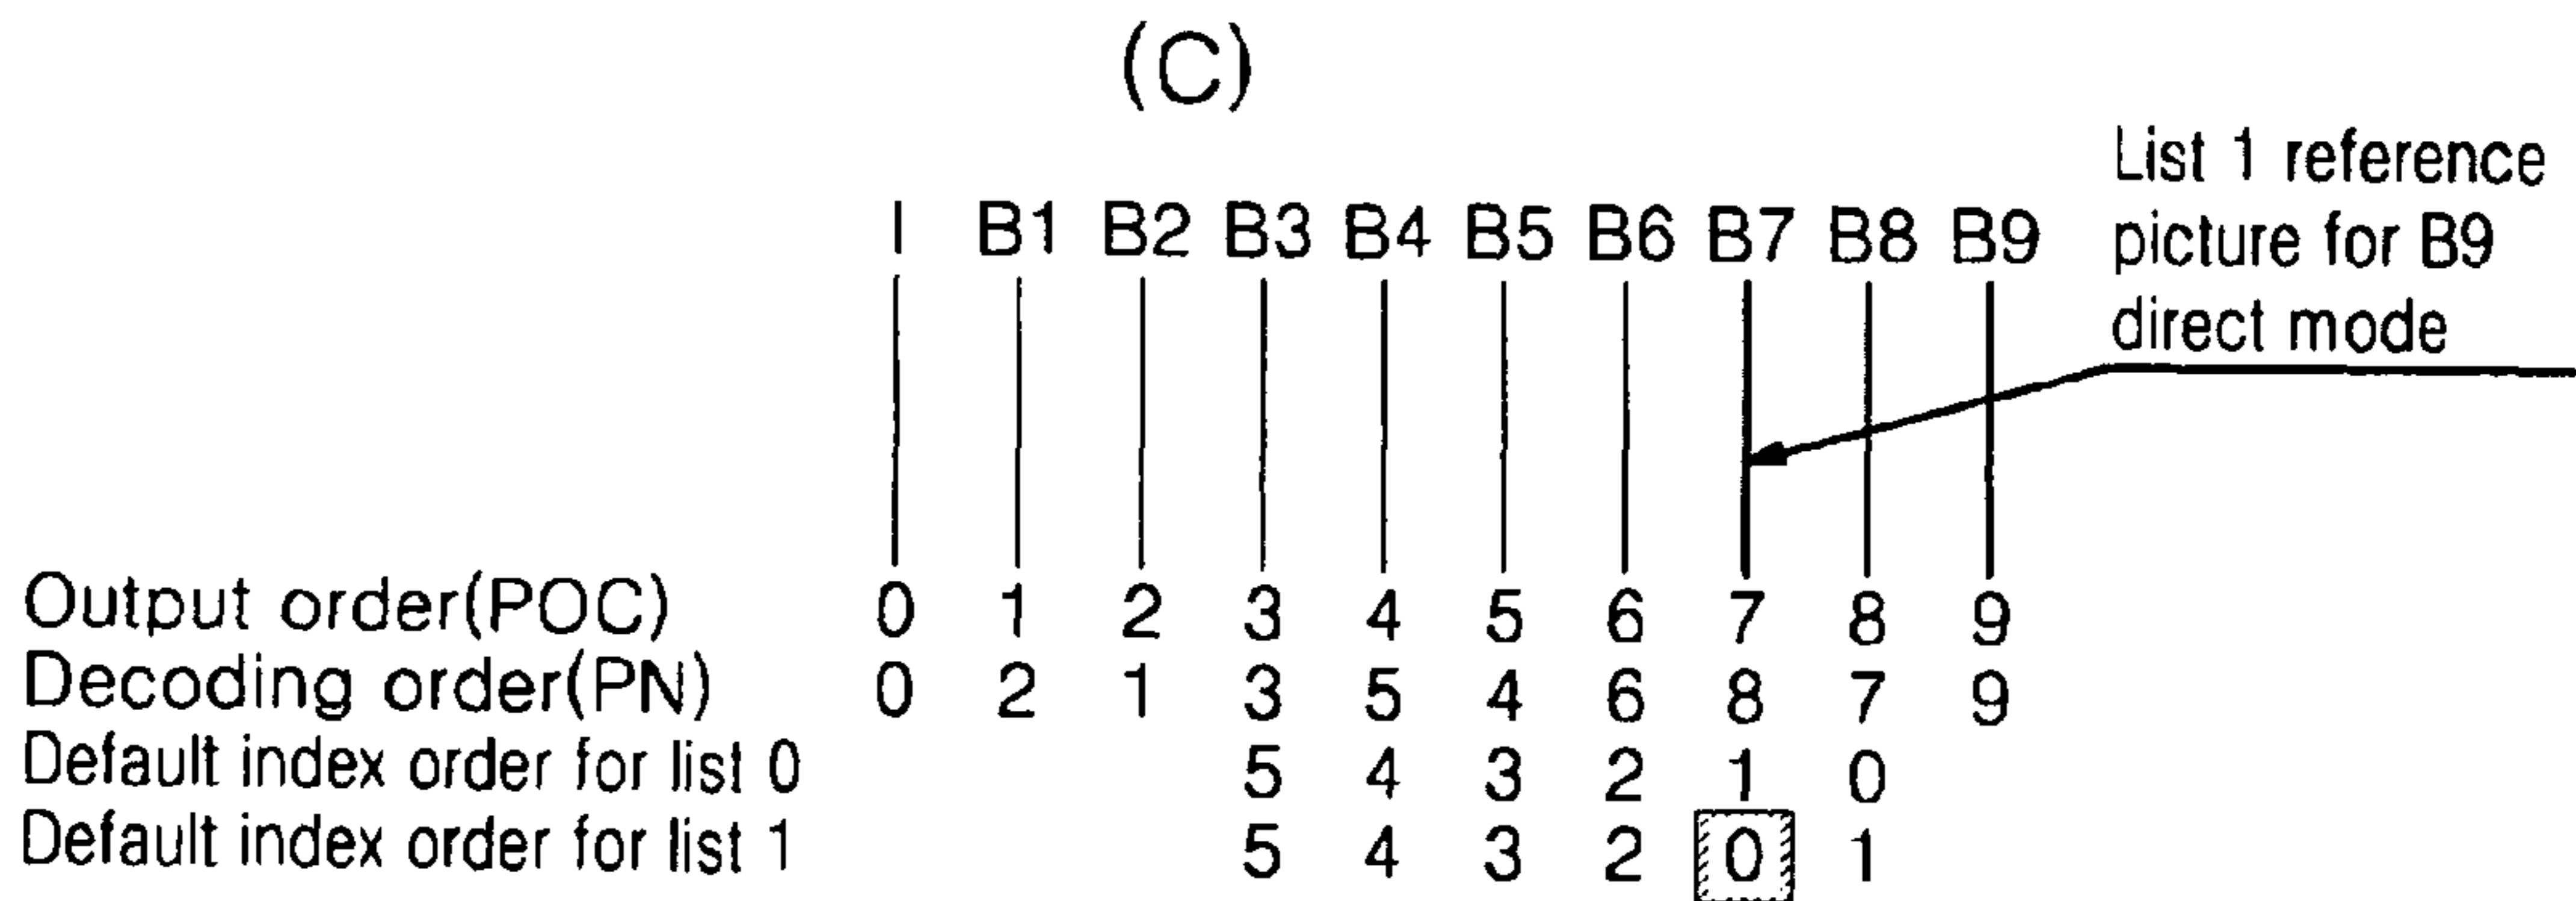 (C)
List 1 reference
picture for B9
direct mode
I B1 B2 B3 B4 B5 B6 B7 B8 B9
Output order(POC) 0 1 2 3 4 5 6 7 8 9
Decoding order(PN) 0 2 1 3 5 4 6 8 7 9
Default index order for list 0 5 4 3 2 1 0
Default index order for list 1 5 4 3 2 0 1